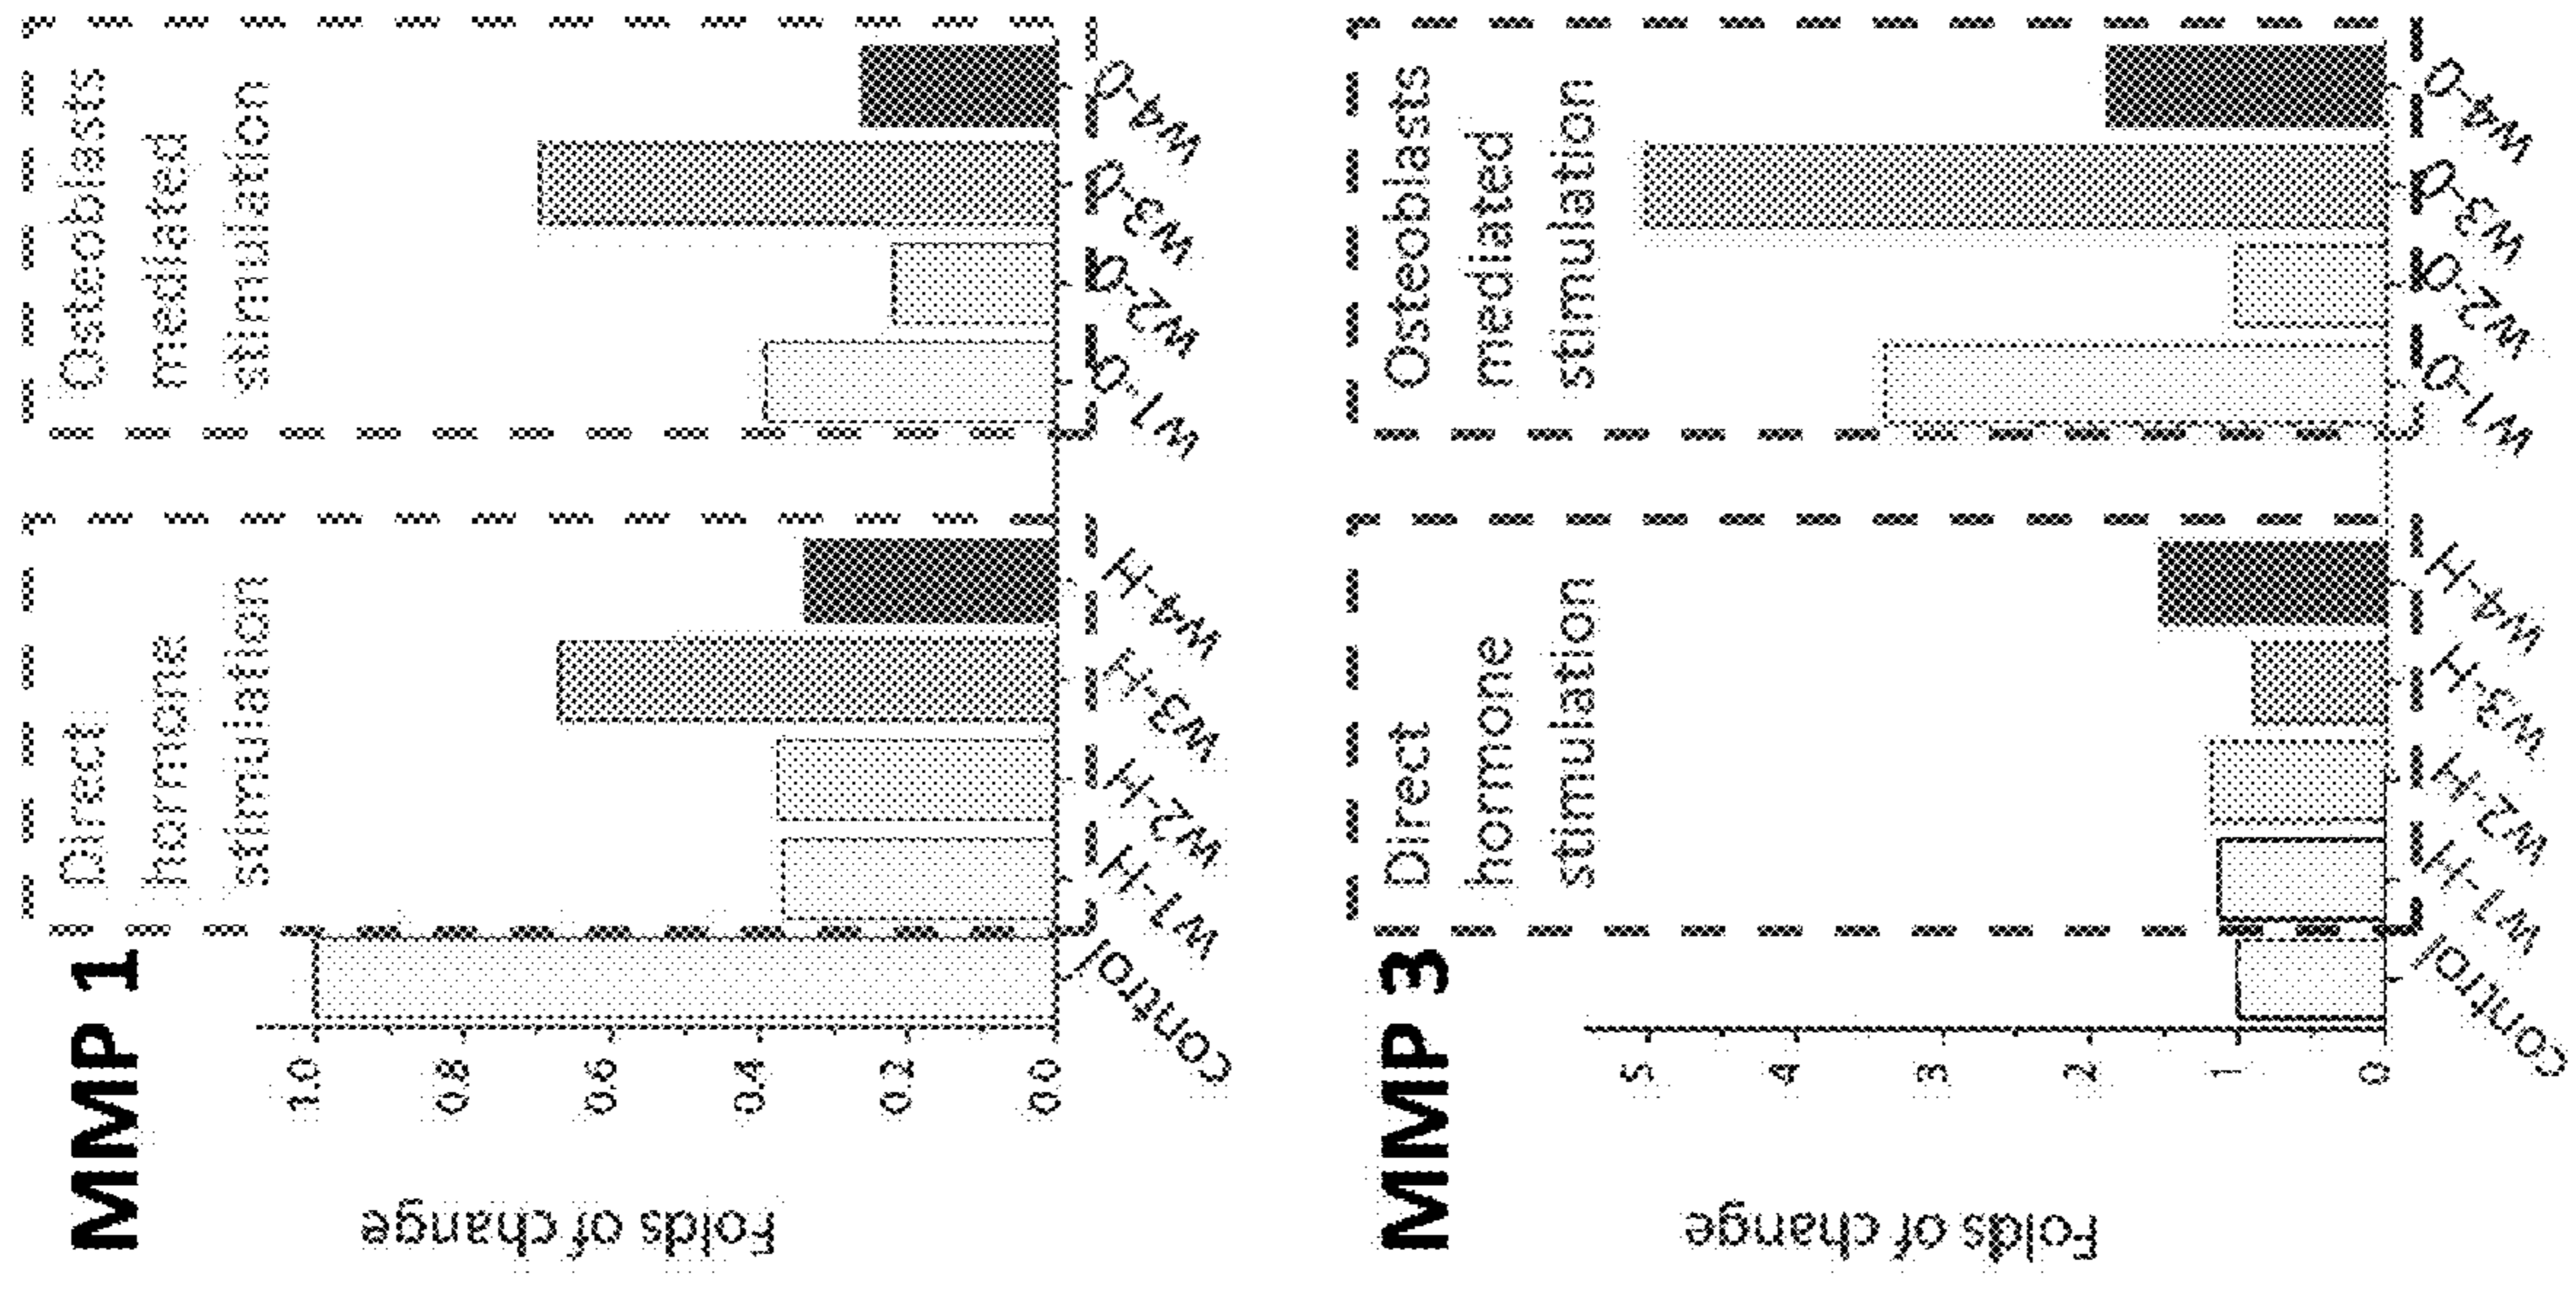 MMP 1
Direct
hormone
stimulation
Osteoblasts
mediated
stimulation
Folds of change
1.0
0.8
0.6
0.4
0.2
0.0
Control
W1-H
W2-H
W3-H
W4-H
W1-O
W2-O
W3-O
W4-O
MMP 3
Direct
hormone
stimulation
Osteoblasts
mediated
stimulation
Folds of change
5
4
3
2
1
0
Control
W1-H
W2-H
W3-H
W4-H
W1-O
W2-O
W3-O
W4-O